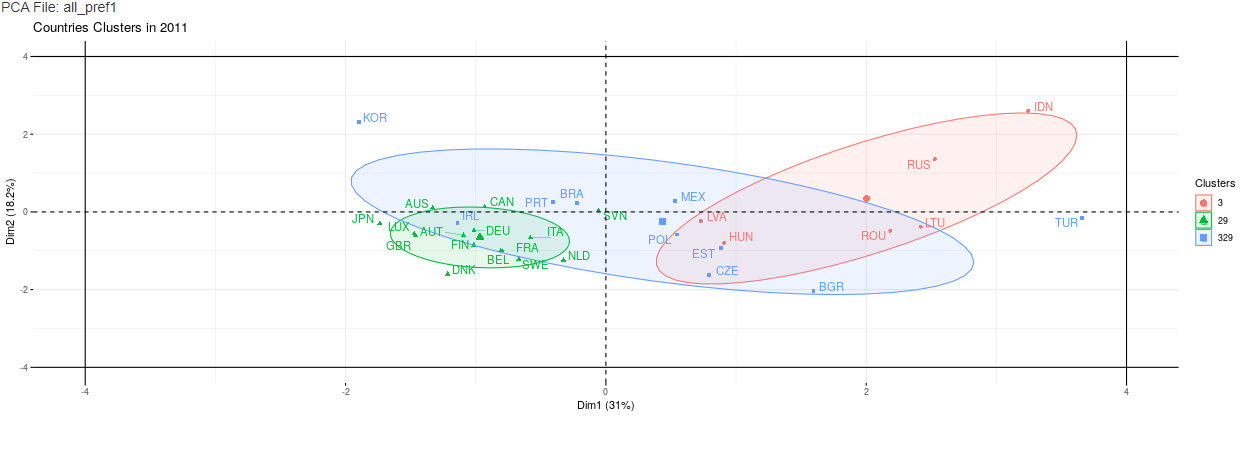 PCA File: all_pref1
Countries Clusters in 2011
4
2
0
-2
-4
Dim2 (18.2%)
KOR
IDN
RUS
AUS
CAN
PRT
BRA
MEX
JPN
IRL
SVN
LVA
LTU
TUR
LUX
AUT
DEU
ITA
POL
HUN
ROU
GBR
FIN
FRA
EST
BEL
NLD
DNK
SWE
CZE
BGR
-4
-2
0
2
4
Dim1 (31%)
Clusters
3
29
329